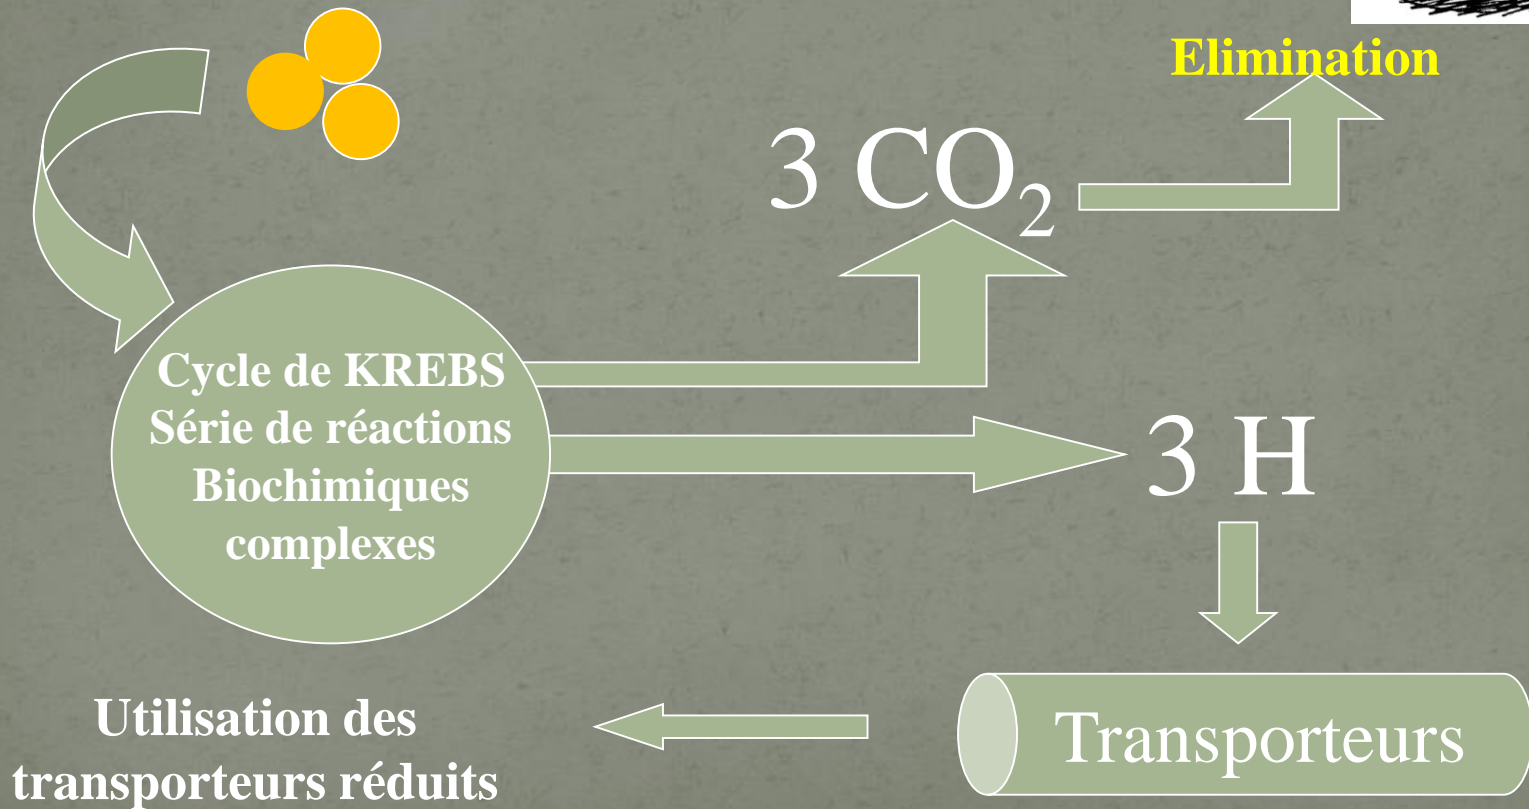 Elimination
3 CO₂
Cycle de KREBS
Série de réactions
Biochimiques
complexes
3 H
Transporteurs
Utilisation des
transporteurs réduits